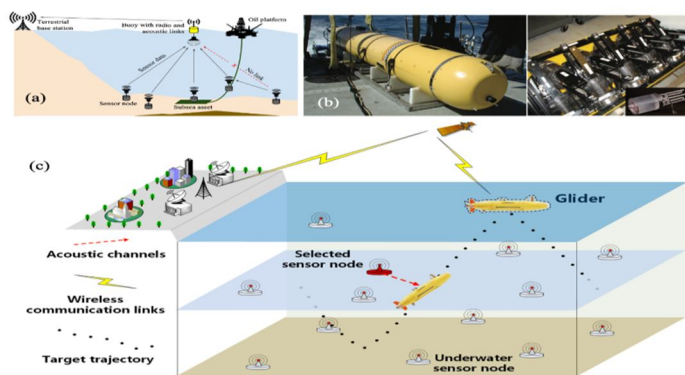 Terrestrial
base station
Buoy with radio and
acoustic links
Oil platform
Sensor data
No link
(a)
Sensor node
Subsea asset
(b)
(c)
Glider
Selected
sensor node
Acoustic channels
Wireless
communication links
Target trajectory
Underwater
sensor node